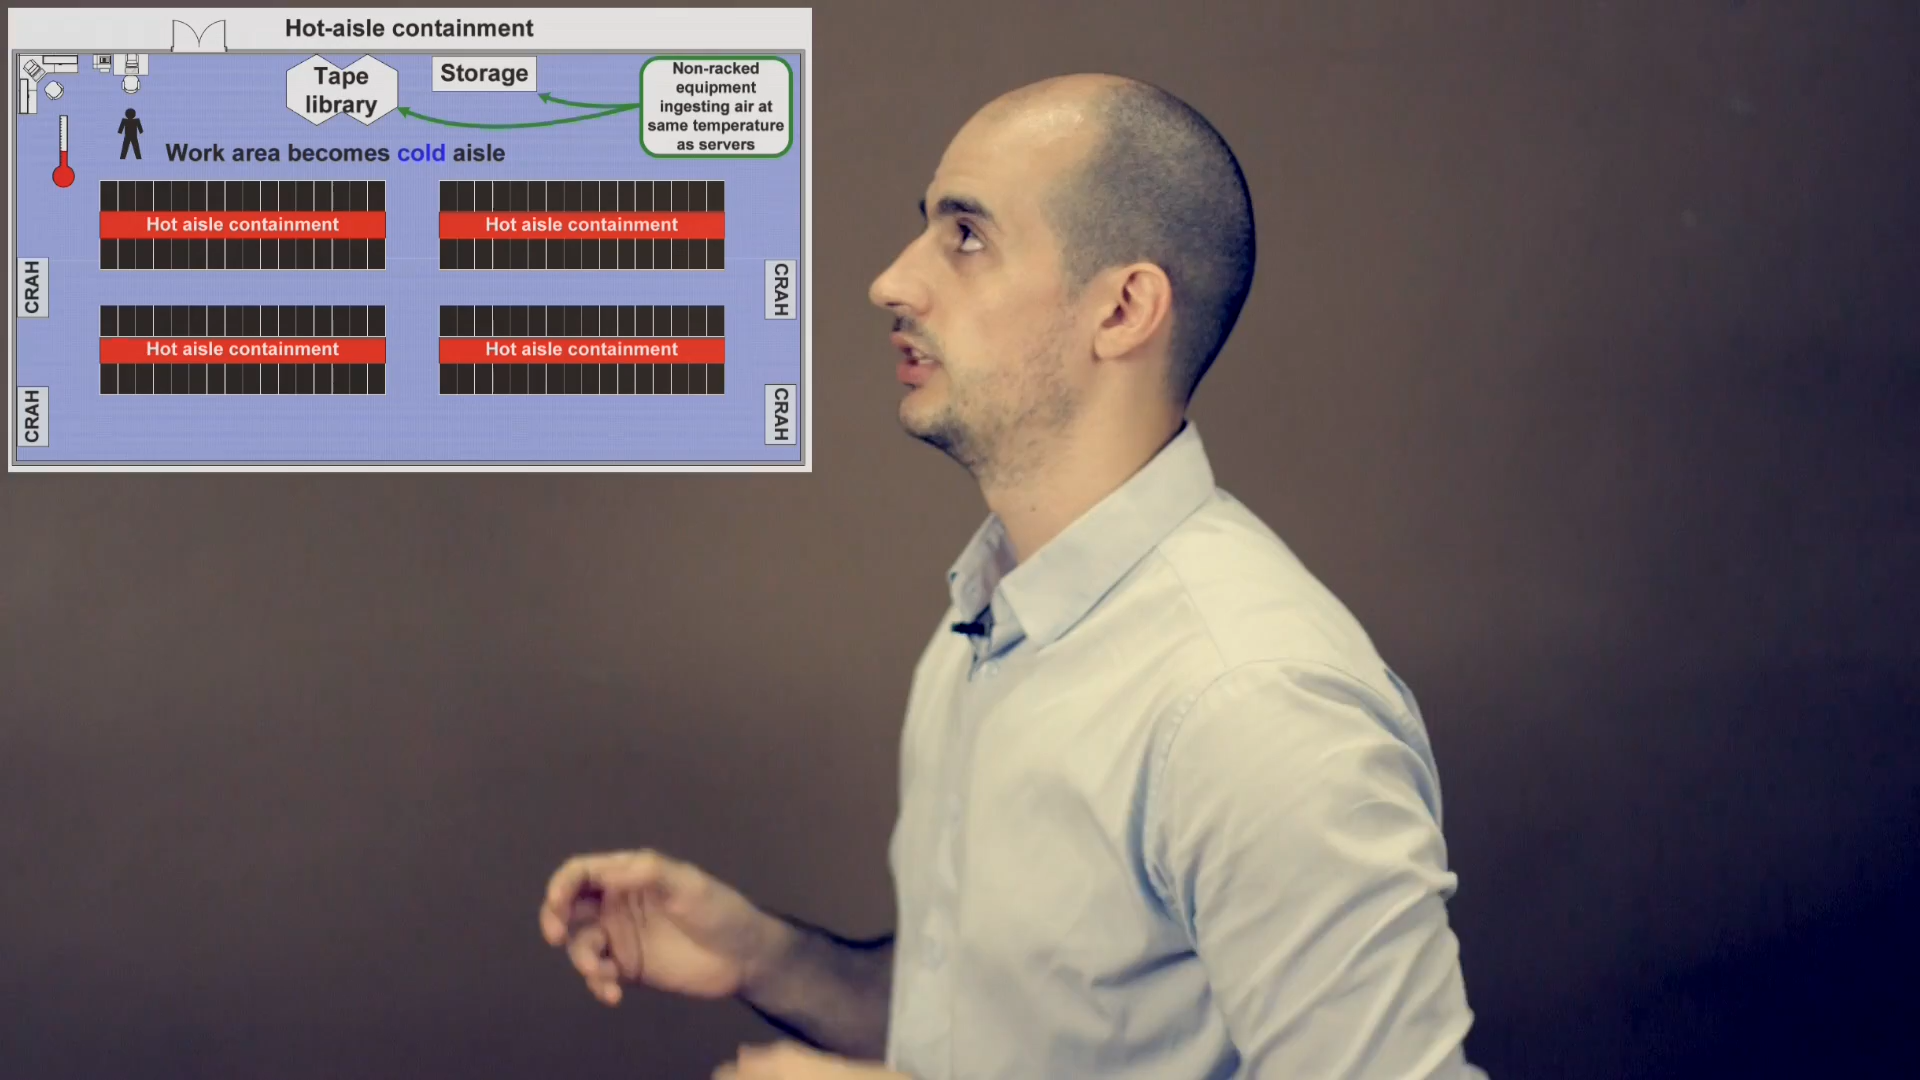 Hot-aisle containment
Tape
library
Storage
Non-racked
equipment
ingesting air at
same temperature
as servers
Work area becomes cold aisle
Hot aisle containment
Hot aisle containment
CRAH
CRAH
Hot aisle containment
Hot aisle containment
CRAH
CRAH